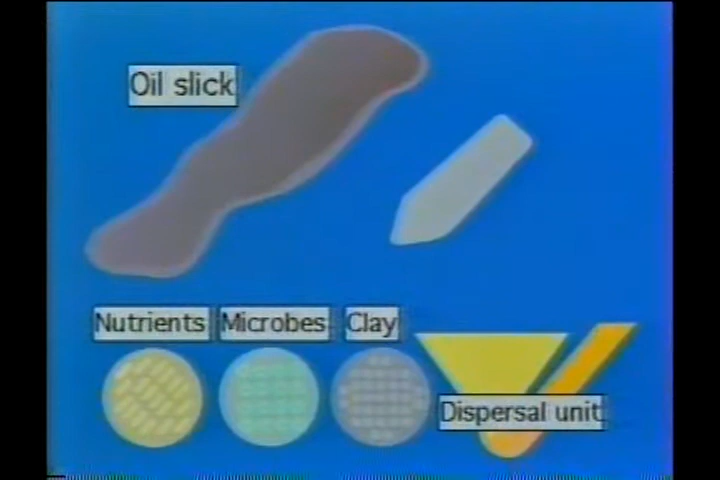 Oil slick
Nutrients
Microbes
Clay
Dispersal unit